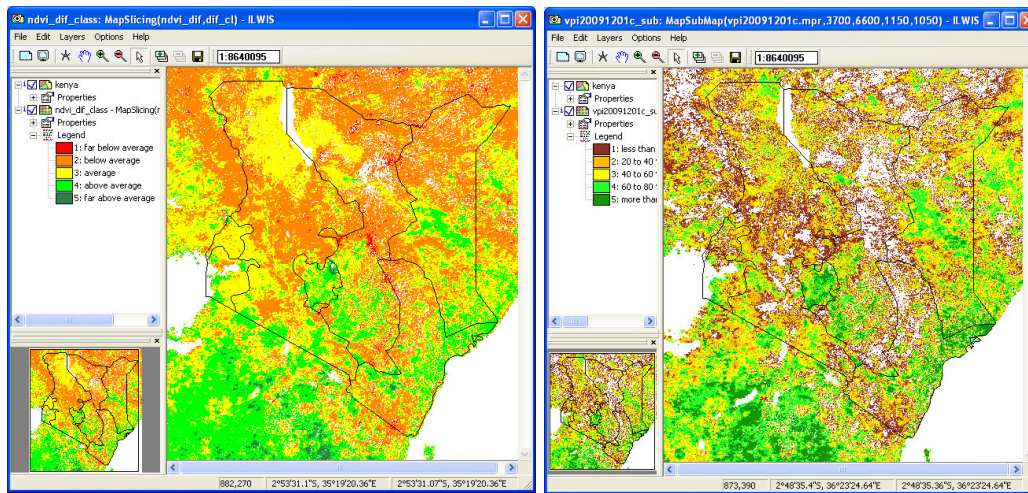 ndvi_dif_class: MapSlicing(ndvi_dif,dif_cl) - ILWIS
File Edit Layers Options Help
1:8640095
kenya
Properties
ndvi_dif_class - MapSlicing(r
Properties
Legend
1: far below average
2: below average
3: average
4: above average
5: far above average
882,270 2°53'31.1"S, 35°19'20.36"E 2°53'31.07"S, 35°19'20.36"E
vpi20091201c_sub: MapSubMap(vpi20091201c.mpr,3700,6600,1150,1050) - ILWIS
File Edit Layers Options Help
1:8640095
kenya
Properties
vpi20091201c_su
Properties
Legend
1: less than
2: 20 to 40
3: 40 to 60
4: 60 to 80
5: more tha
873,390 2°48'35.4"S, 36°23'24.64"E 2°48'35.36"S, 36°23'24.64"E